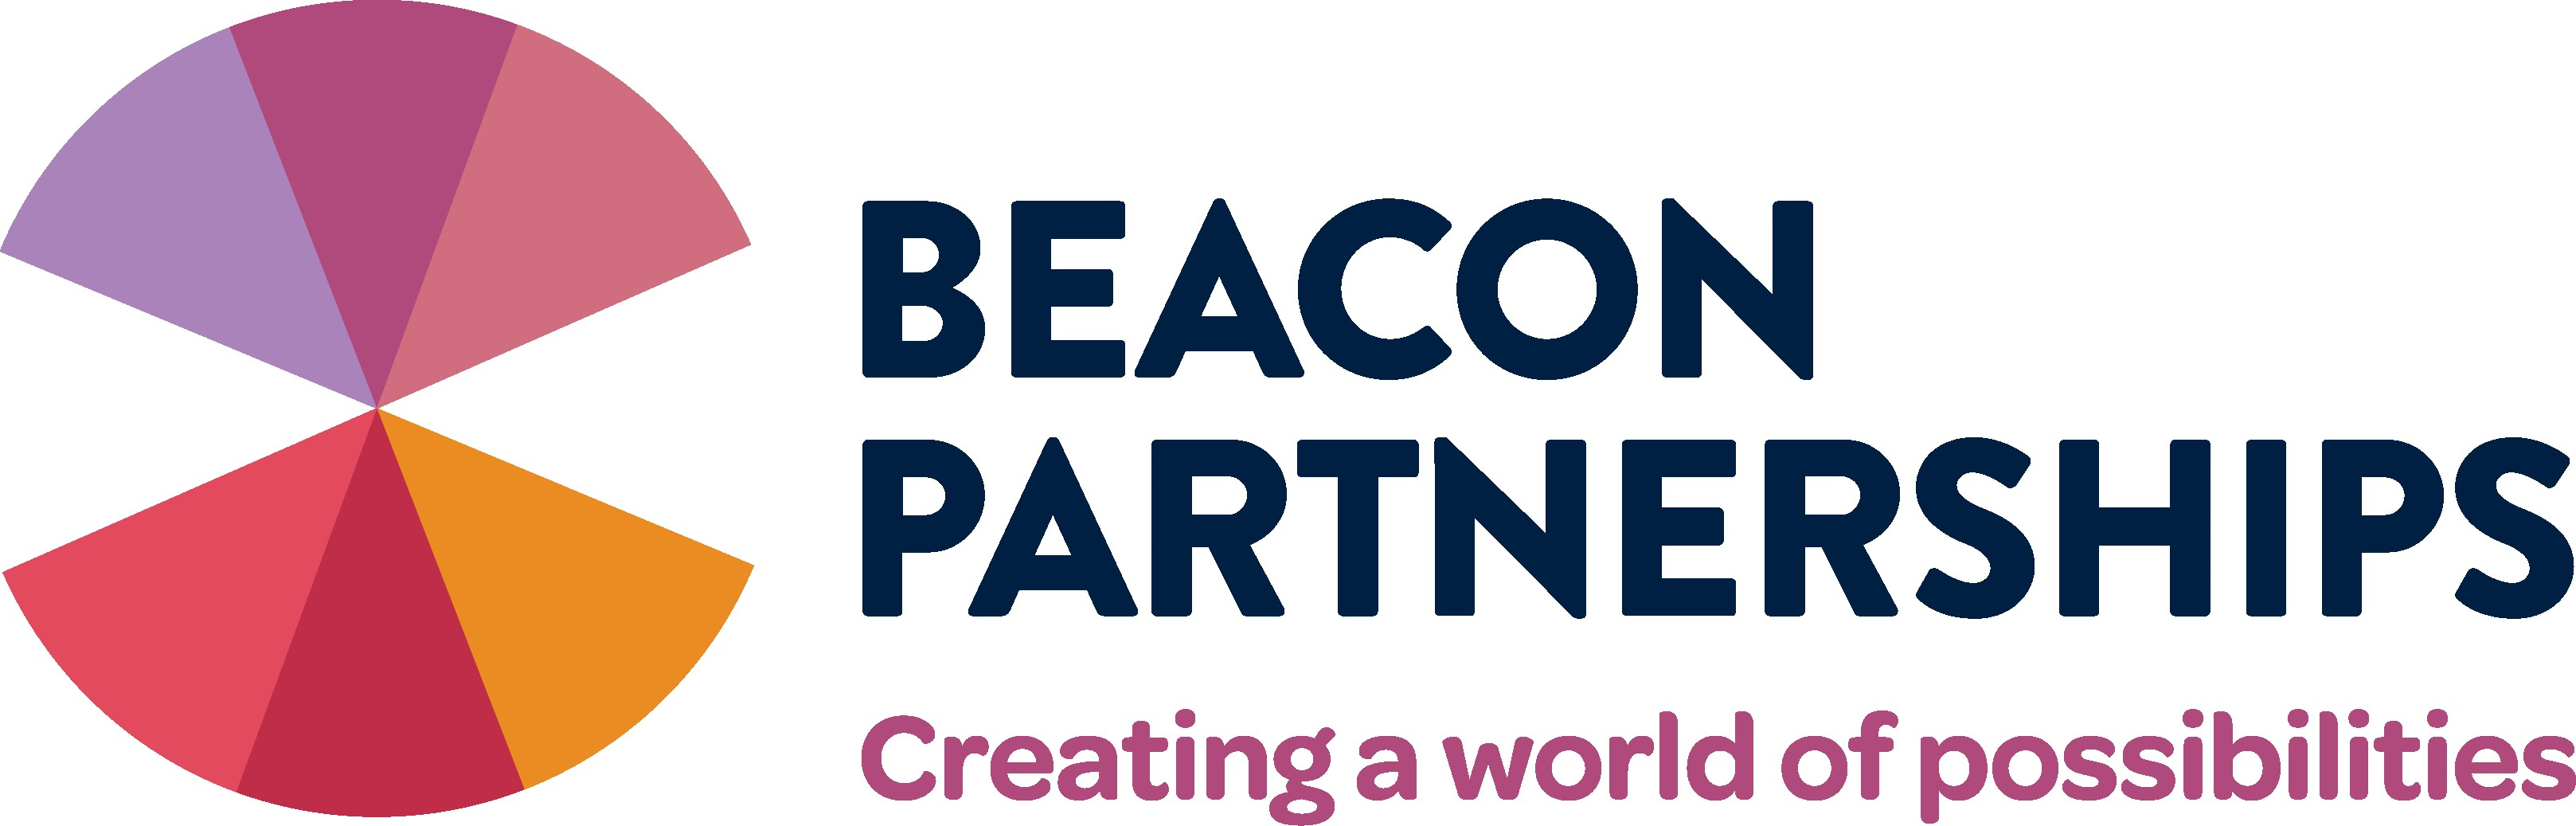 BEACON
PARTNERSHIPS
Creating a world of possibilities